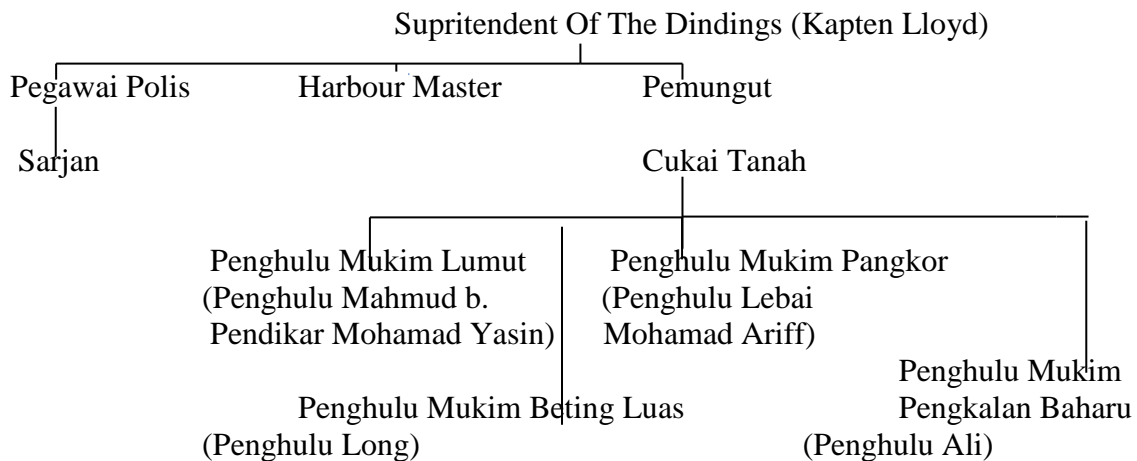 Supritendent Of The Dindings (Kapten Lloyd)
Pegawai Polis Harbour Master Pemungut
Sarjan Cukai Tanah
Penghulu Mukim Lumut Penghulu Mukim Pangkor
(Penghulu Mahmud b. (Penghulu Lebai
Pendikar Mohamad Yasin) Mohamad Ariff)
Penghulu Mukim
Penghulu Mukim Beting Luas Pengkalan Baharu
(Penghulu Long) (Penghulu Ali)